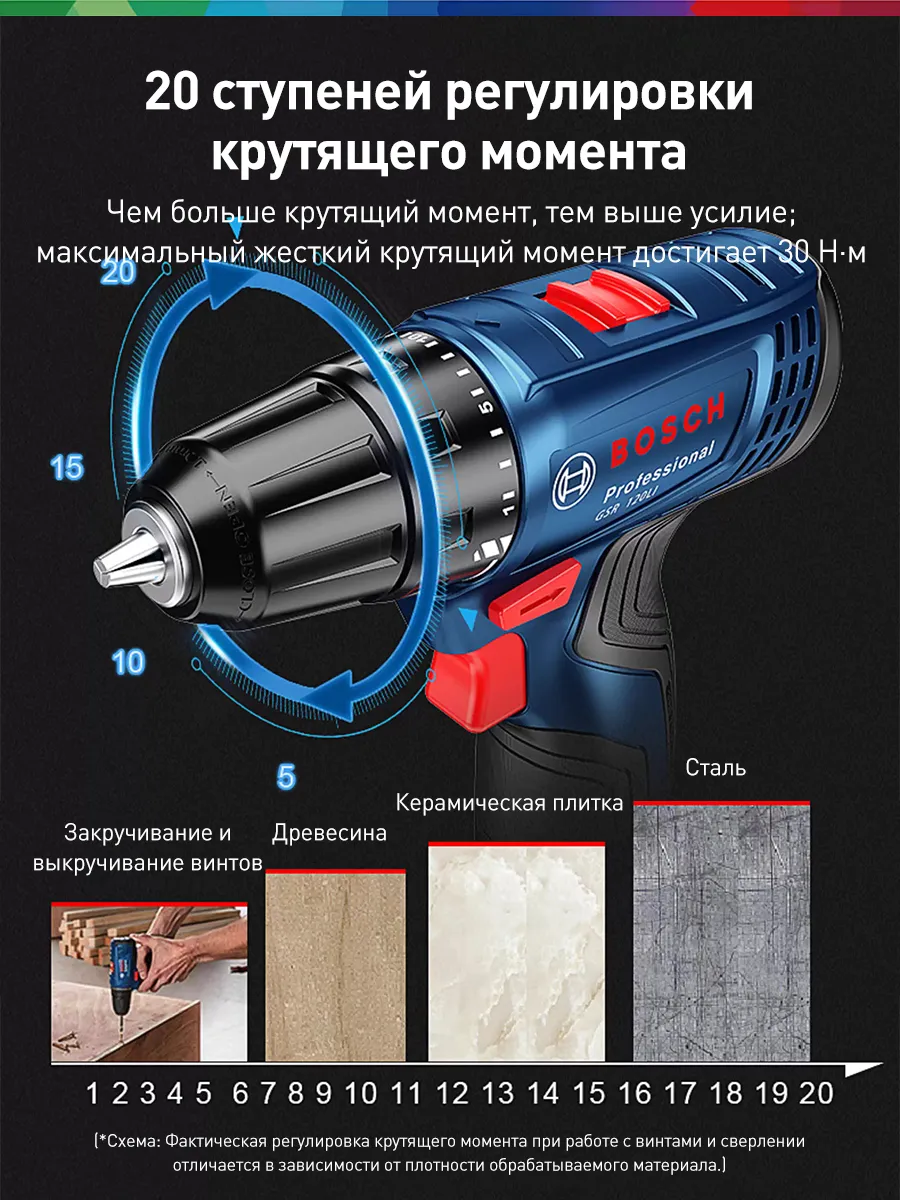 20 ступеней регулировки
крутящего момента
Чем больше крутящий момент, тем выше усилие;
максимальный жесткий крутящий момент достигает 30 Н·м
20
15
10
5
5
1
BOSCH
Professional
GSR 120LI
Сталь
Керамическая плитка
Закручивание и
выкручивание винтов
Древесина
1 2 3 4 5 6 7 8 9 10 11 12 13 14 15 16 17 18 19 20
(*Схема: Фактическая регулировка крутящего момента при работе с винтами и сверлении
отличается в зависимости от плотности обрабатываемого материала.)